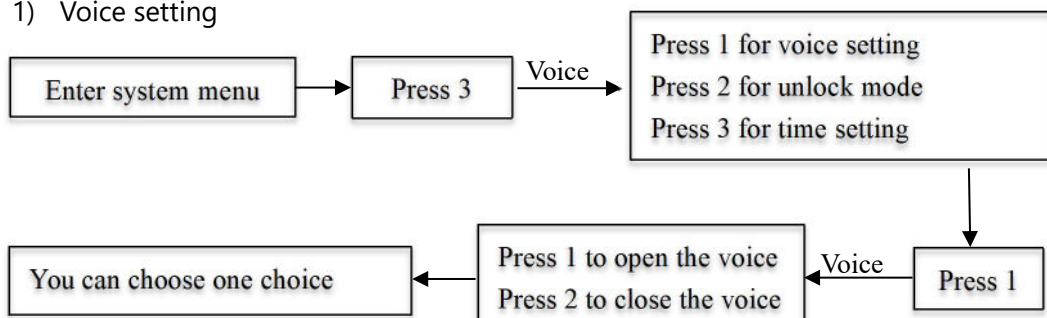 1) Voice setting
Enter system menu
Press 3
Voice
Press 1 for voice setting
Press 2 for unlock mode
Press 3 for time setting
Press 1
Voice
Press 1 to open the voice
Press 2 to close the voice
You can choose one choice